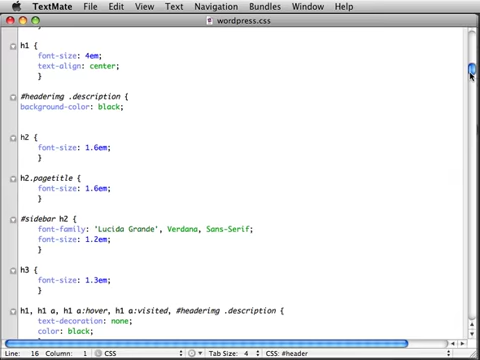 TextMate File Edit View Text Navigation Bundles Window Help
wordpress.css
h1 {
font-size: 4em;
text-align: center;
}
#headerimg .description {
background-color: black;
h2 {
font-size: 1.6em;
}
h2.pagetitle {
font-size: 1.6em;
}
#sidebar h2 {
font-family: 'Lucida Grande', Verdana, Sans-Serif;
font-size: 1.2em;
}
h3 {
font-size: 1.3em;
}
h1, h1 a, h1 a:hover, h1 a:visited, #headerimg .description {
text-decoration: none;
color: black;
}
Line: 16 Column: 1 CSS Tab Size: 4 CSS: #header